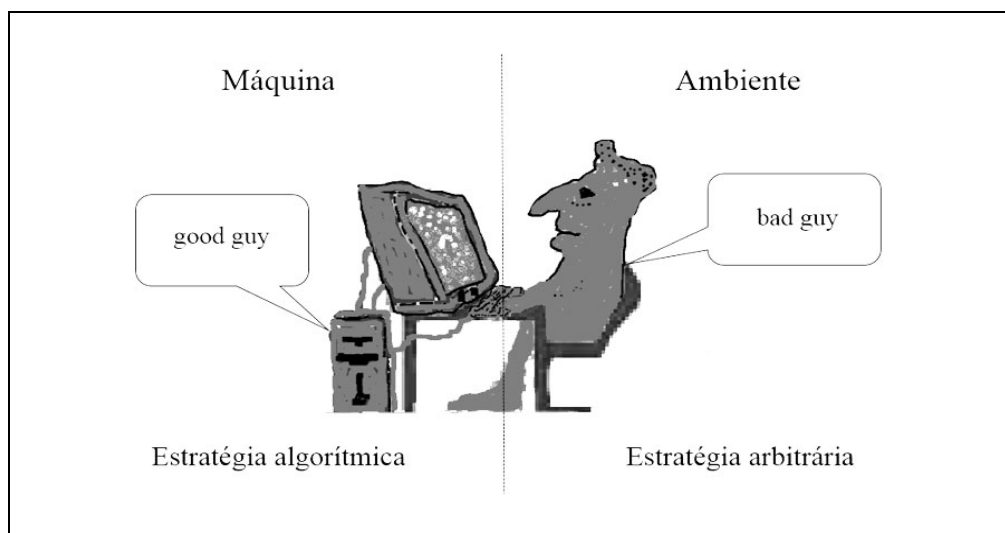 Máquina
Ambiente
good guy
bad guy
Estratégia algorítmica
Estratégia arbitrária